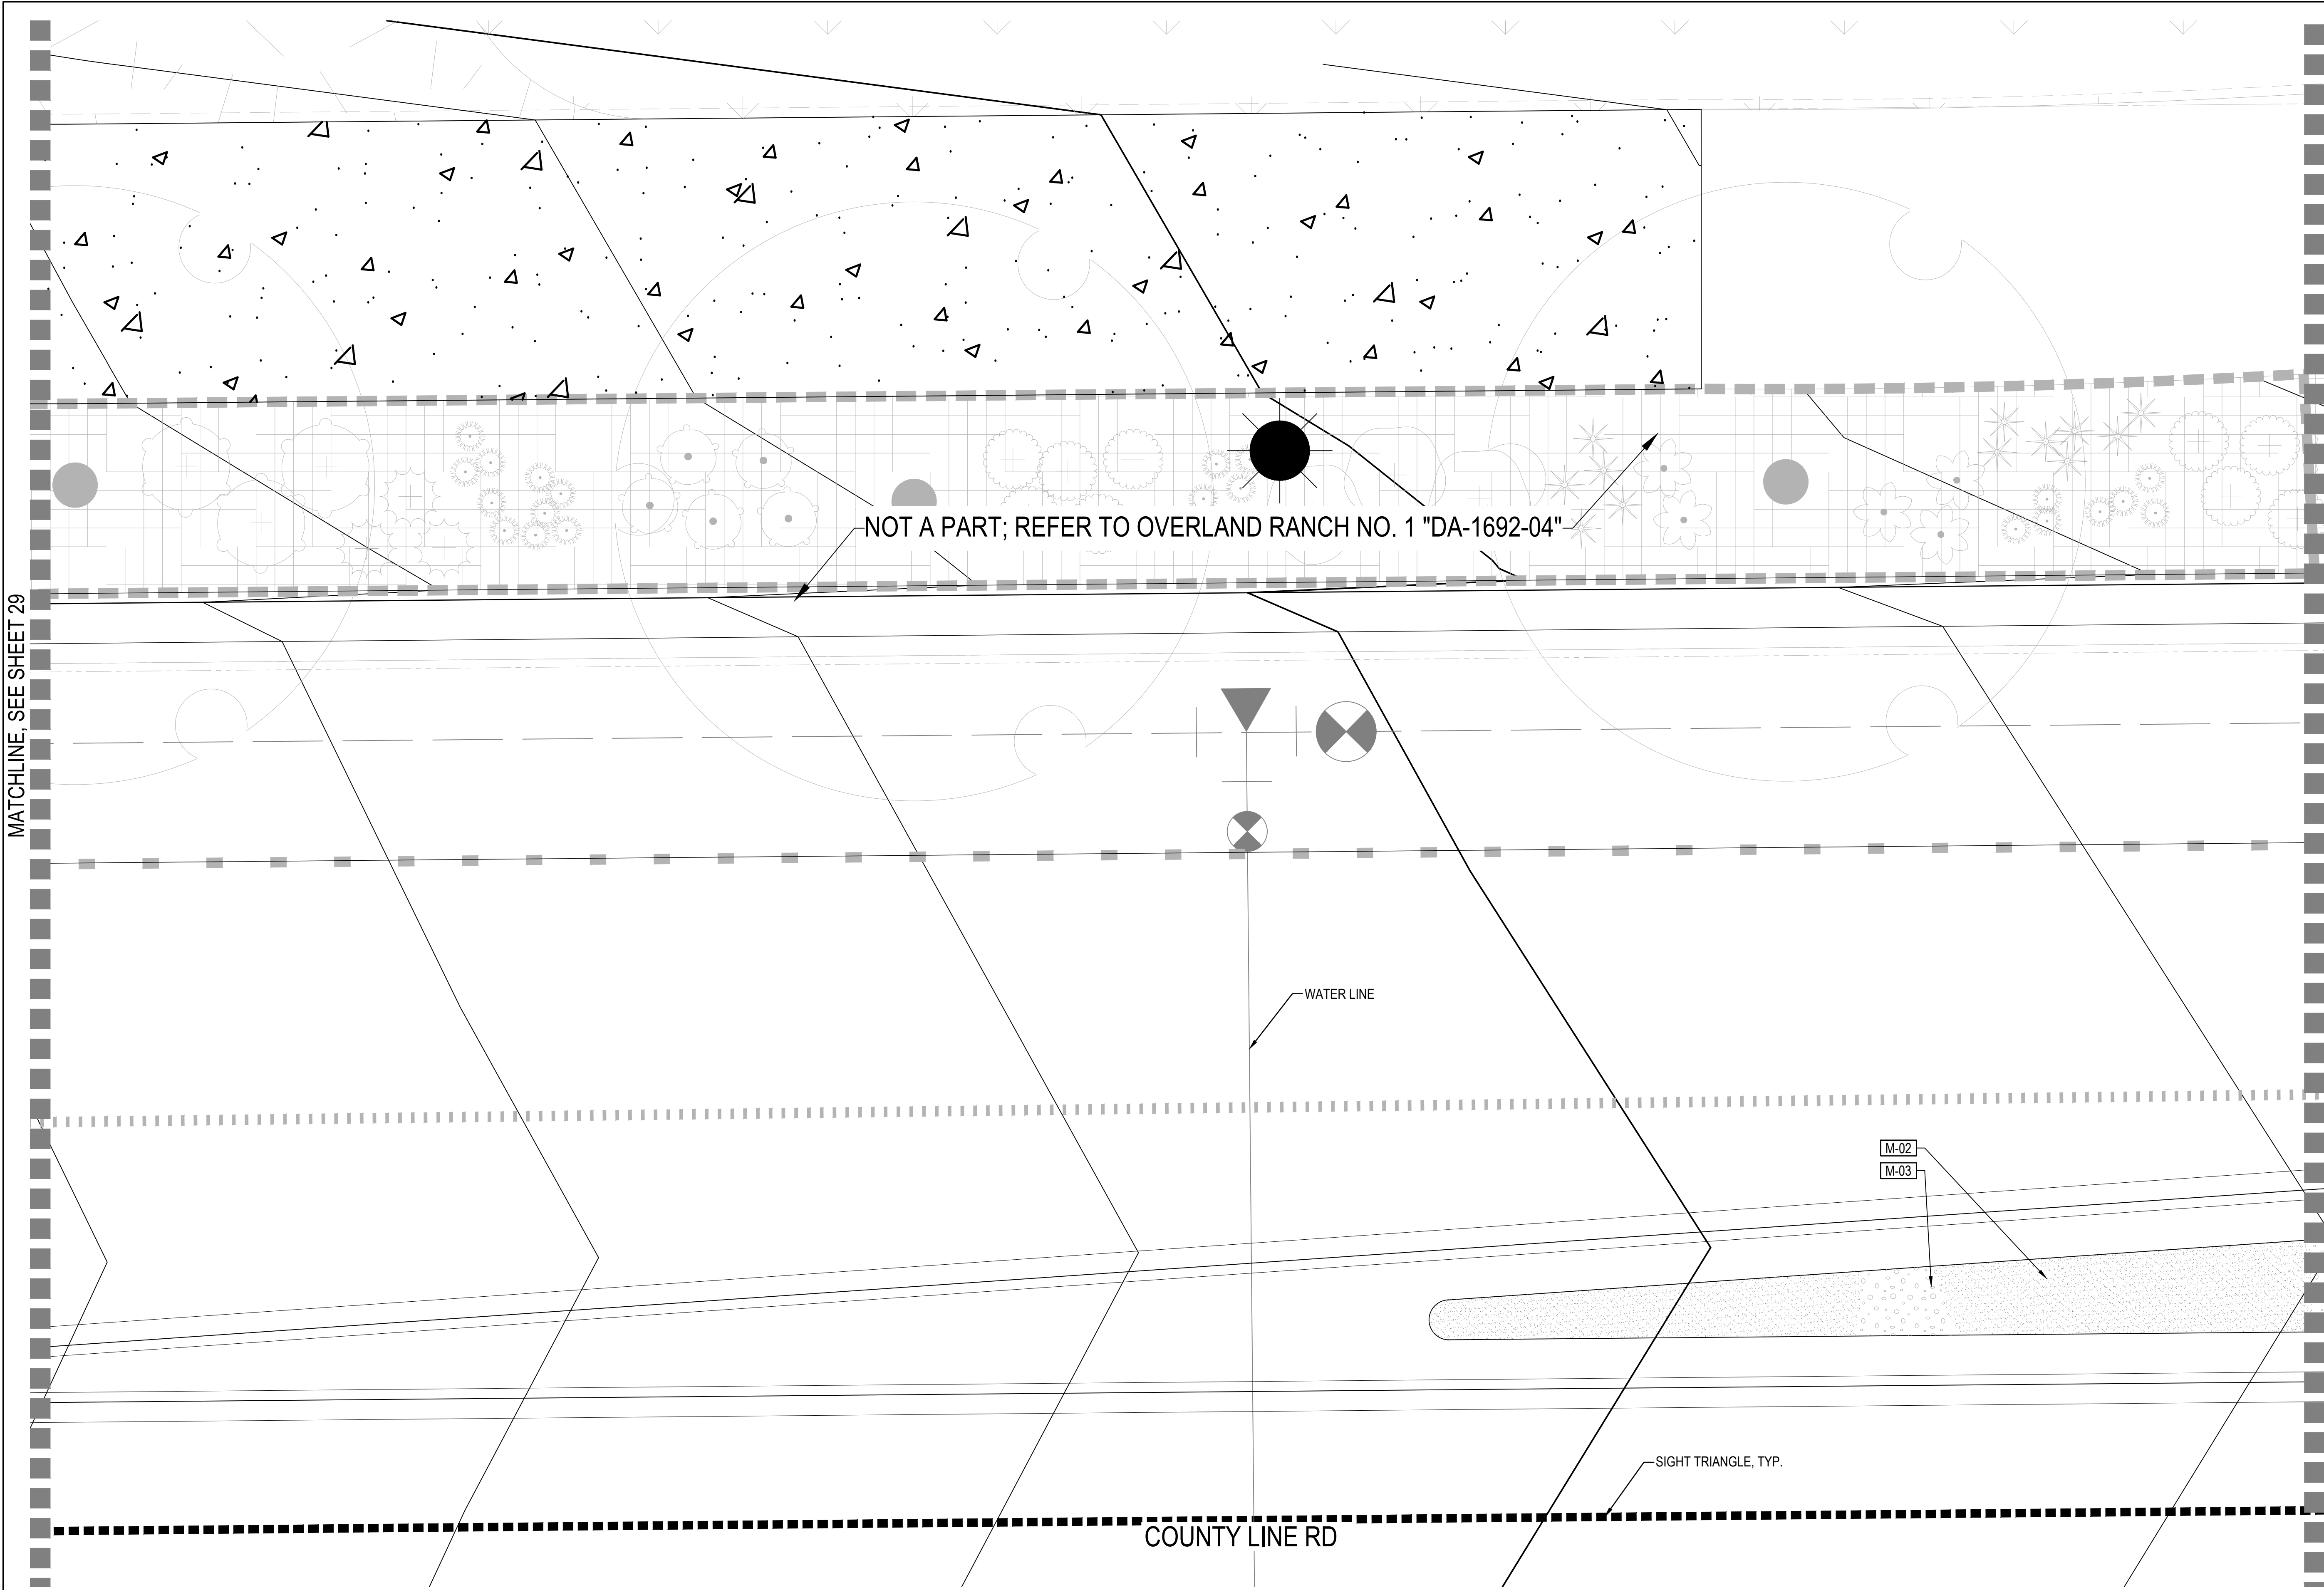 NOT A PART; REFER TO OVERLAND RANCH NO. 1 "DA-1692-04"
MATCHLINE, SEE SHEET 29
WATER LINE
M-02
M-03
SIGHT TRIANGLE, TYP.
COUNTY LINE RD